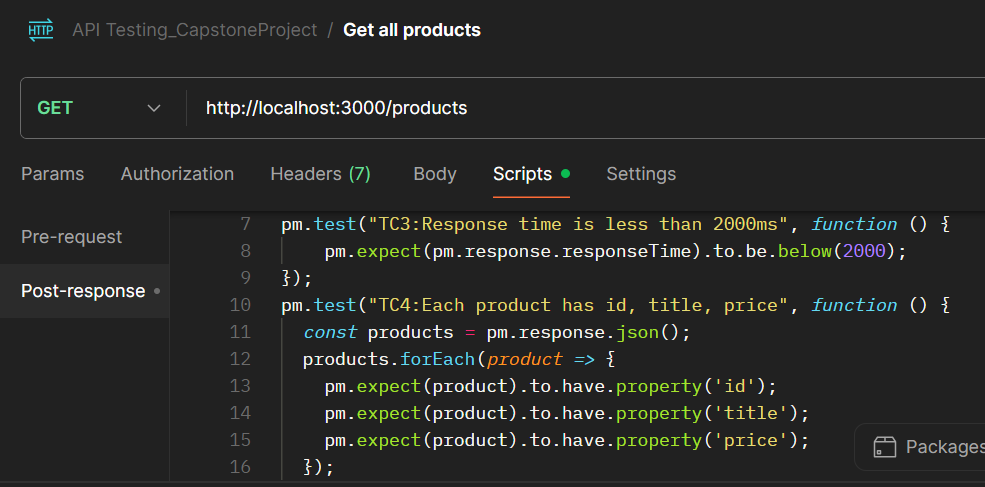 HTTP API Testing_CapstoneProject / Get all products
GET http://localhost:3000/products
Params Authorization Headers (7) Body Scripts Settings
Pre-request
Post-response
7 pm.test("TC3:Response time is less than 2000ms", function () {
8 pm.expect(pm.response.responseTime).to.be.below(2000);
9 });
10 pm.test("TC4:Each product has id, title, price", function () {
11 const products = pm.response.json();
12 products.forEach(product => {
13 pm.expect(product).to.have.property('id');
14 pm.expect(product).to.have.property('title');
15 pm.expect(product).to.have.property('price');
16 });
Packages